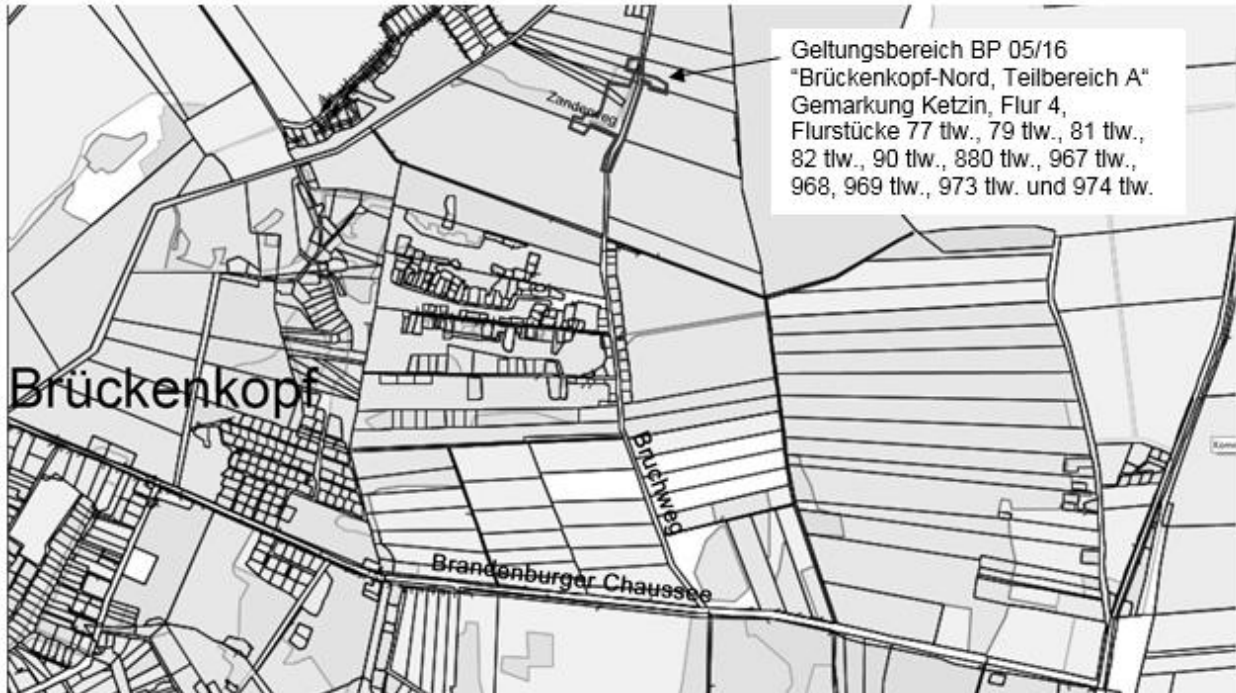 Geltungsbereich BP 05/16
“Brückenkopf-Nord, Teilbereich A“
Gemarkung Ketzin, Flur 4,
Flurstücke 77 tlw., 79 tlw., 81 tlw.,
82 tlw., 90 tlw., 880 tlw., 967 tlw.,
968, 969 tlw., 973 tlw. und 974 tlw.
Brückenkopf
Bruchweg
Brandenburger Chaussee